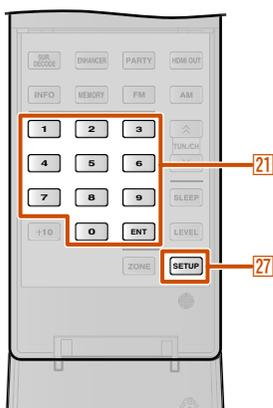 SUR. DECODE ENHANCER PARTY HDMI OUT
INFO MEMORY FM AM
1 2 3
TUN./CH
4 5 6 21
7 8 9 SLEEP
+10 0 ENT LEVEL
ZONE SETUP 27